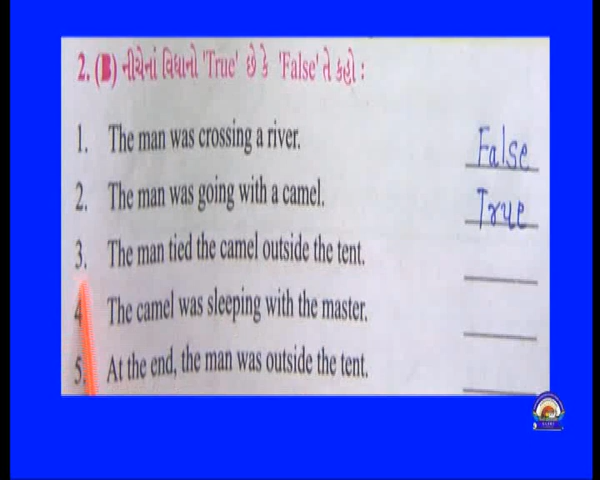 2. (B) નીચેનાં વિધાનો 'True' છે કે 'False' તે કહો :
1. The man was crossing a river. False
2. The man was going with a camel. True
3. The man tied the camel outside the tent.
4. The camel was sleeping with the master.
5. At the end, the man was outside the tent.